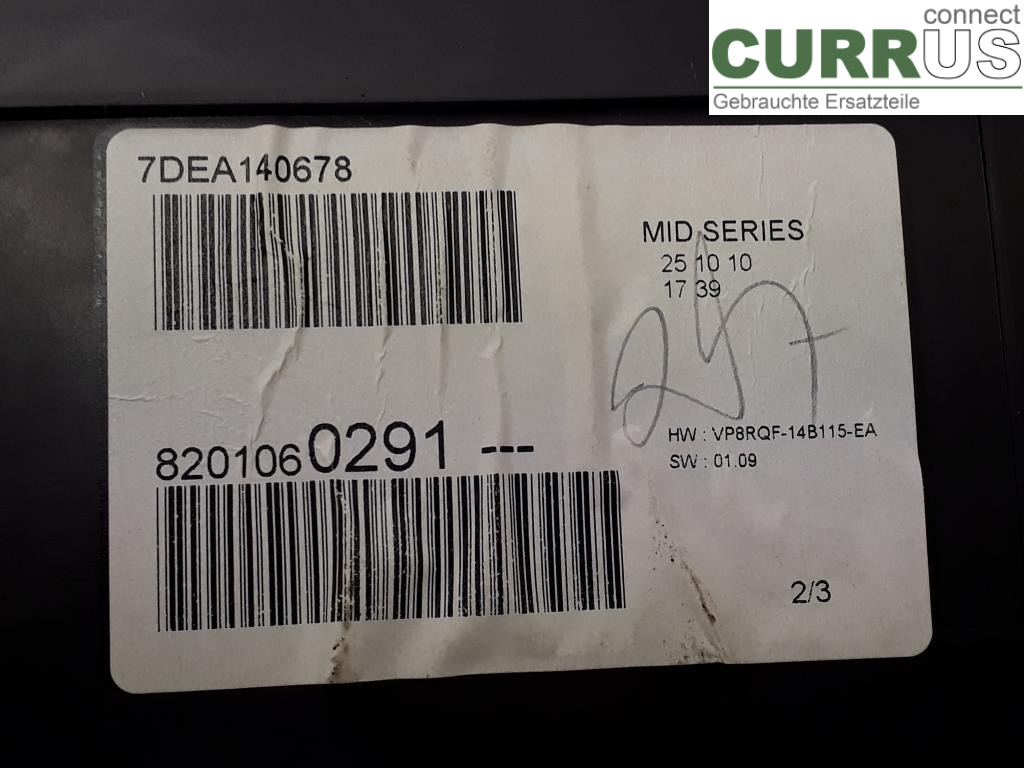 connect
CURRUS
Gebrauchte Ersatzteile
7DEA140678
MID SERIES
25 10 10
17 39
8201060291 ---
HW : VP8RQF-14B115-EA
SW : 01.09
2/3